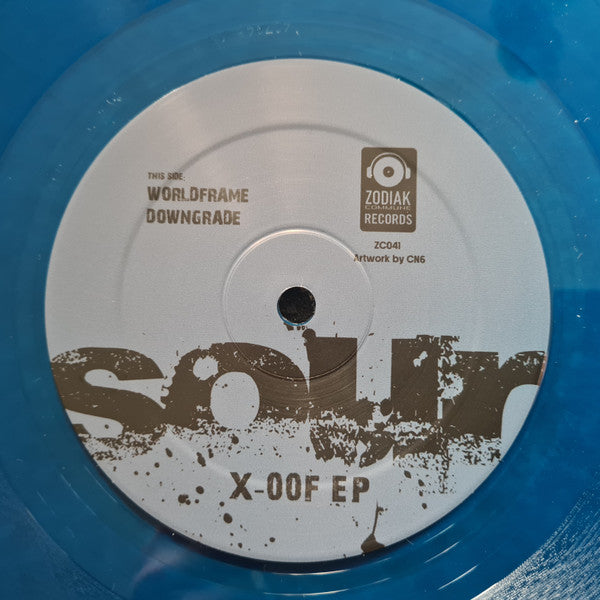 THIS SIDE:
WORLDFRAME
DOWNGRADE
ZODIAK
COMMUNE
RECORDS
ZC041
Artwork by CN6
sour
X-00F EP